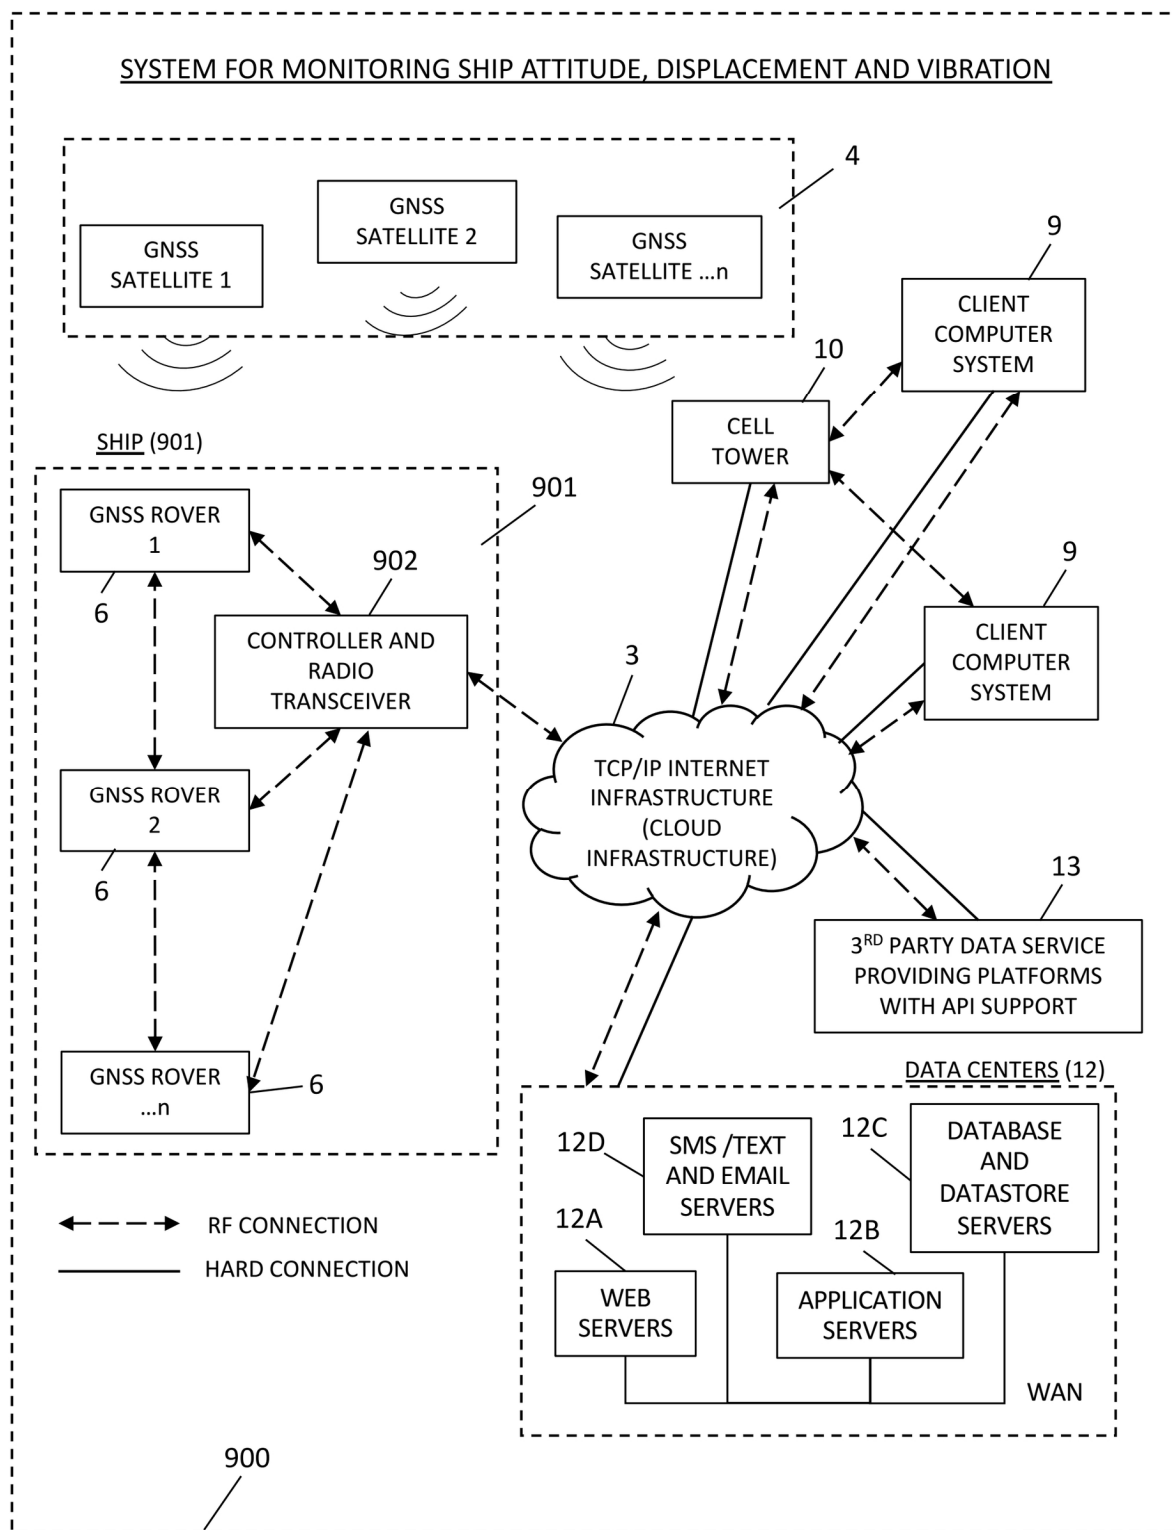 SYSTEM FOR MONITORING SHIP ATTITUDE, DISPLACEMENT AND VIBRATION
4
GNSS
SATELLITE 1
GNSS
SATELLITE 2
GNSS
SATELLITE ...n
9
CLIENT
COMPUTER
SYSTEM
10
CELL
TOWER
SHIP (901)
901
GNSS ROVER
1
6
902
CONTROLLER AND
RADIO
TRANSCEIVER
9
CLIENT
COMPUTER
SYSTEM
3
TCP/IP INTERNET
INFRASTRUCTURE
(CLOUD
INFRASTRUCTURE)
GNSS ROVER
2
6
13
3RD PARTY DATA SERVICE
PROVIDING PLATFORMS
WITH API SUPPORT
GNSS ROVER
...n
6
DATA CENTERS (12)
12D
SMS /TEXT
AND EMAIL
SERVERS
12C
DATABASE
AND
DATASTORE
SERVERS
12A
WEB
SERVERS
12B
APPLICATION
SERVERS
WAN
RF CONNECTION
HARD CONNECTION
900